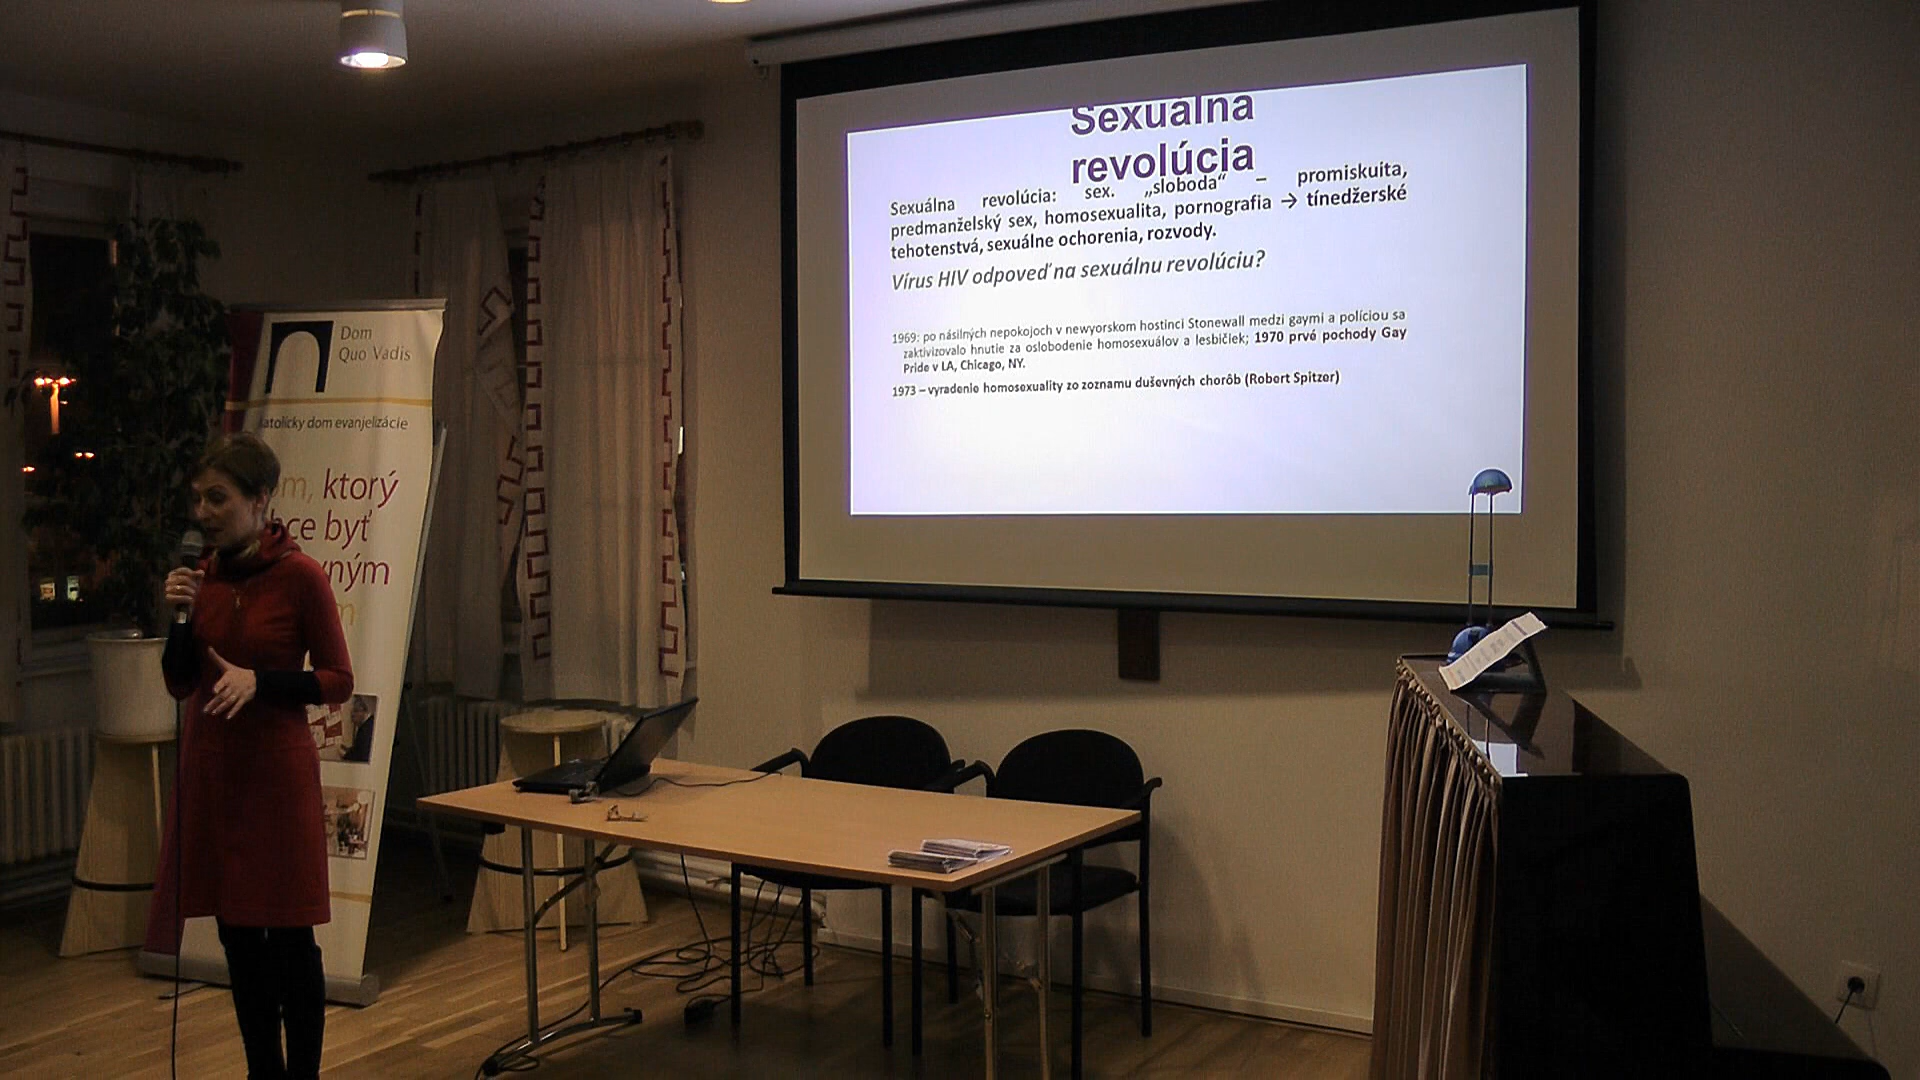 Sexuálna
revolúcia
Sexuálna revolúcia: sex. „sloboda“ – promiskuita,
predmanželský sex, homosexualita, pornografia → tínedžerské
tehotenstvá, sexuálne ochorenia, rozvody.
Vírus HIV odpoveď na sexuálnu revolúciu?
1969: po násilných nepokojoch v newyorskom hostinci Stonewall medzi gaymi a políciou sa
zaktivizovalo hnutie za oslobodenie homosexuálov a lesbičiek; 1970 prvé pochody Gay
Pride v LA, Chicago, NY.
1973 – vyradenie homosexuality zo zoznamu duševných chorôb (Robert Spitzer)
Dom
Quo Vadis
katolícky dom evanjelizácie
ktorý
byť